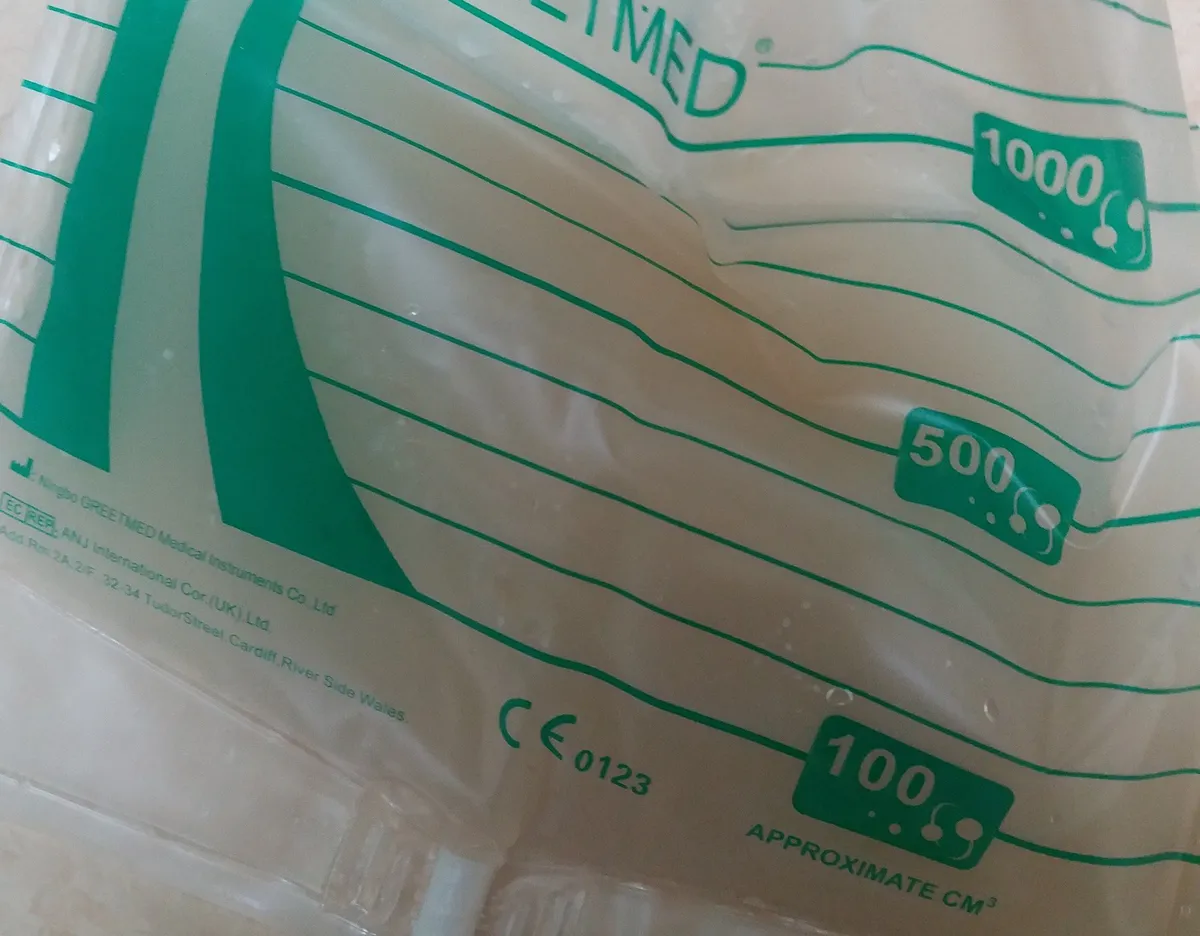 EETMED®
1000
500
: Ningbo GREETMED Medical Instruments Co.,Ltd
EC REP: ANJ International Cor.(UK).Ltd.
Add.Rm 2A,2/F, 32-34 TudorStreet,Cardiff,River Side Wales.
CE 0123
100
APPROXIMATE CM³